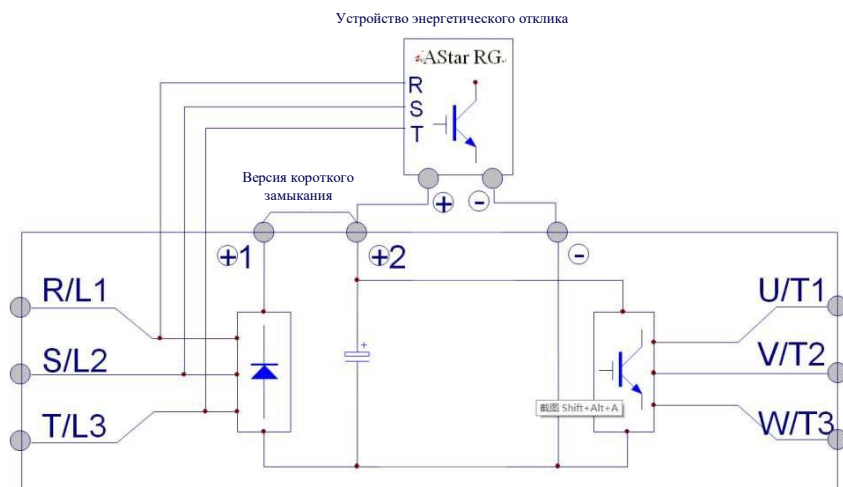 Устройство энергетического отклика
AStar RG
R
S
T
Версия короткого
замыкания
+
-
+1
+2
-
R/L1
U/T1
S/L2
V/T2
+
截图 Shift+Alt+A
T/L3
W/T3